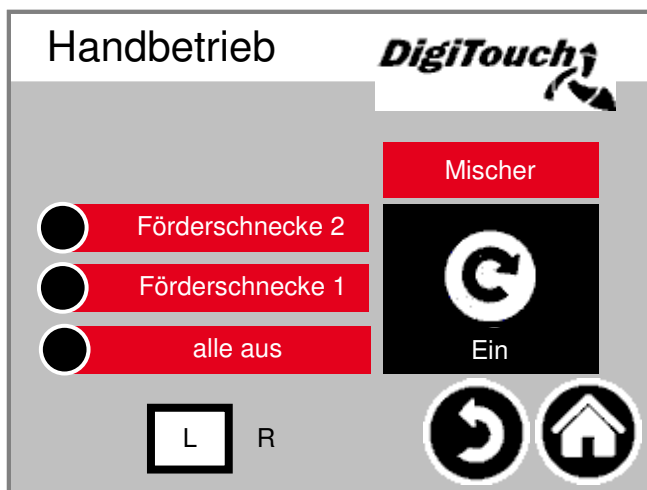 Handbetrieb
DigiTouch
Mischer
Förderschnecke 2
Förderschnecke 1
alle aus
Ein
L R